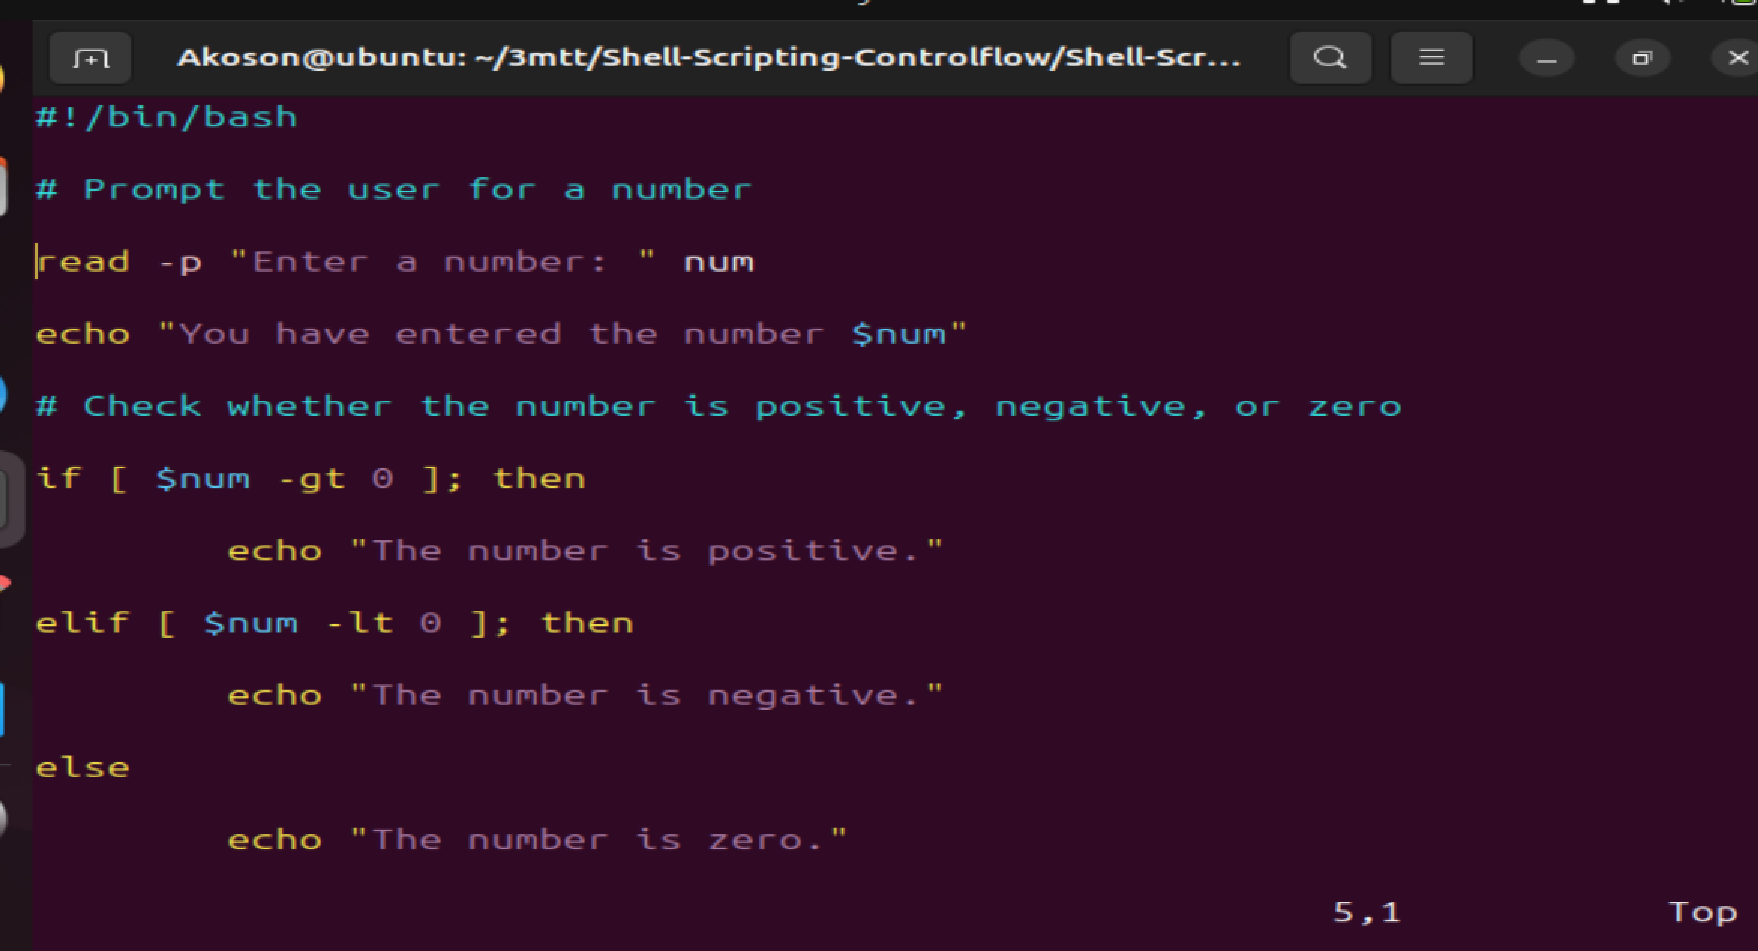 Akoson@ubuntu: ~/3mtt/Shell-Scripting-Controlflow/Shell-Scr...
#!/bin/bash
# Prompt the user for a number
read -p "Enter a number: " num
echo "You have entered the number $num"
# Check whether the number is positive, negative, or zero
if [ $num -gt 0 ]; then
echo "The number is positive."
elif [ $num -lt 0 ]; then
echo "The number is negative."
else
echo "The number is zero."
5,1 Top